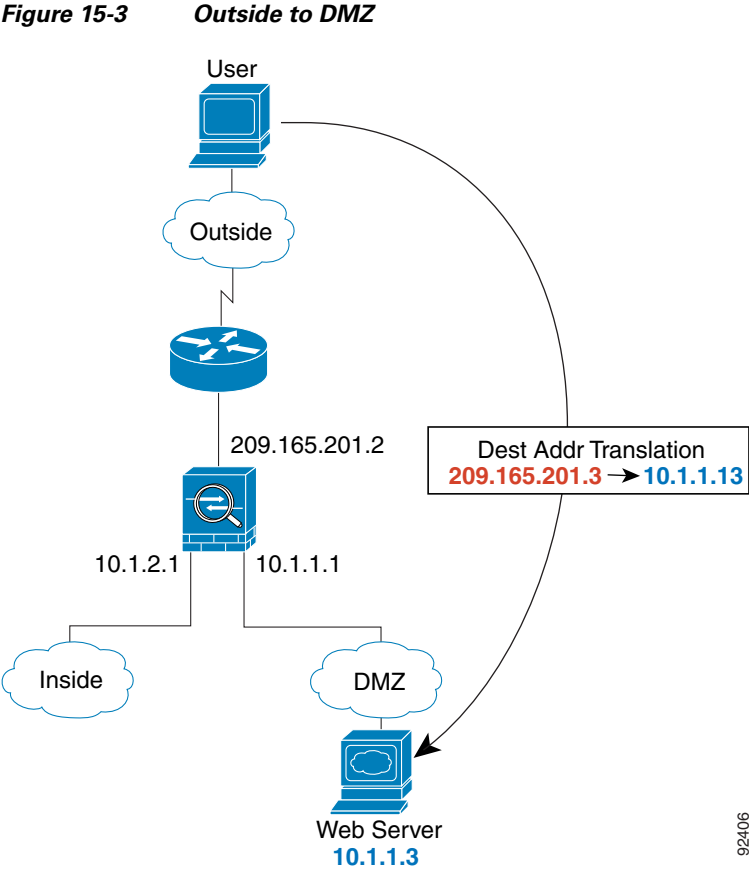 Figure 15-3 Outside to DMZ
User
Outside
209.165.201.2
Dest Addr Translation
209.165.201.3 → 10.1.1.13
10.1.2.1
10.1.1.1
Inside
DMZ
Web Server
10.1.1.3
92406